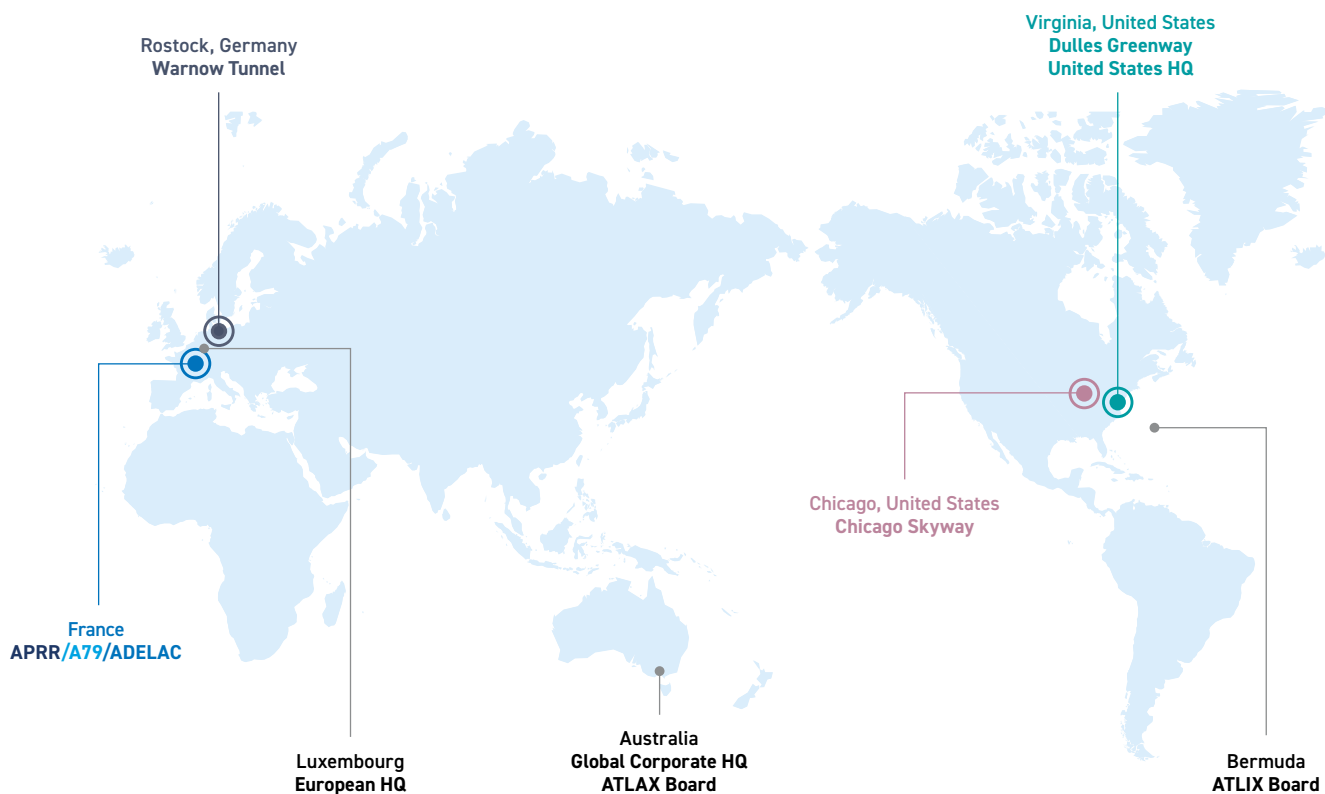 Rostock, Germany
Warnow Tunnel
Virginia, United States
Dulles Greenway
United States HQ
Chicago, United States
Chicago Skyway
France
APRR/A79/ADELAC
Luxembourg
European HQ
Australia
Global Corporate HQ
ATLAX Board
Bermuda
ATLIX Board